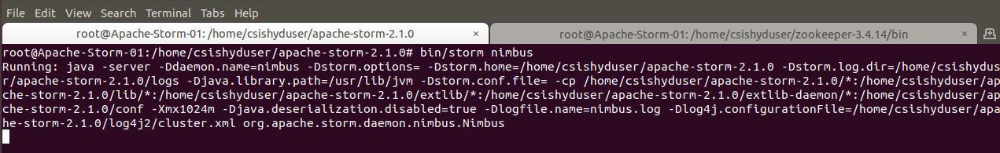 File Edit View Search Terminal Tabs Help
root@Apache-Storm-01: /home/csishyduser/apache-storm-2.1.0 × root@Apache-Storm-01: /home/csishyduser/zookeeper-3.4.14/bin ×
root@Apache-Storm-01:/home/csishyduser/apache-storm-2.1.0# bin/storm nimbus
Running: java -server -Ddaemon.name=nimbus -Dstorm.options= -Dstorm.home=/home/csishyduser/apache-storm-2.1.0 -Dstorm.log.dir=/home/csishyduse
r/apache-storm-2.1.0/logs -Djava.library.path=/usr/lib/jvm -Dstorm.conf.file= -cp /home/csishyduser/apache-storm-2.1.0/*:/home/csishyduser/apa
che-storm-2.1.0/lib/*:/home/csishyduser/apache-storm-2.1.0/extlib/*:/home/csishyduser/apache-storm-2.1.0/extlib-daemon/*:/home/csishyduser/apa
che-storm-2.1.0/conf -Xmx1024m -Djava.deserialization.disabled=true -Dlogfile.name=nimbus.log -Dlog4j.configurationFile=/home/csishyduser/apac
he-storm-2.1.0/log4j2/cluster.xml org.apache.storm.daemon.nimbus.Nimbus